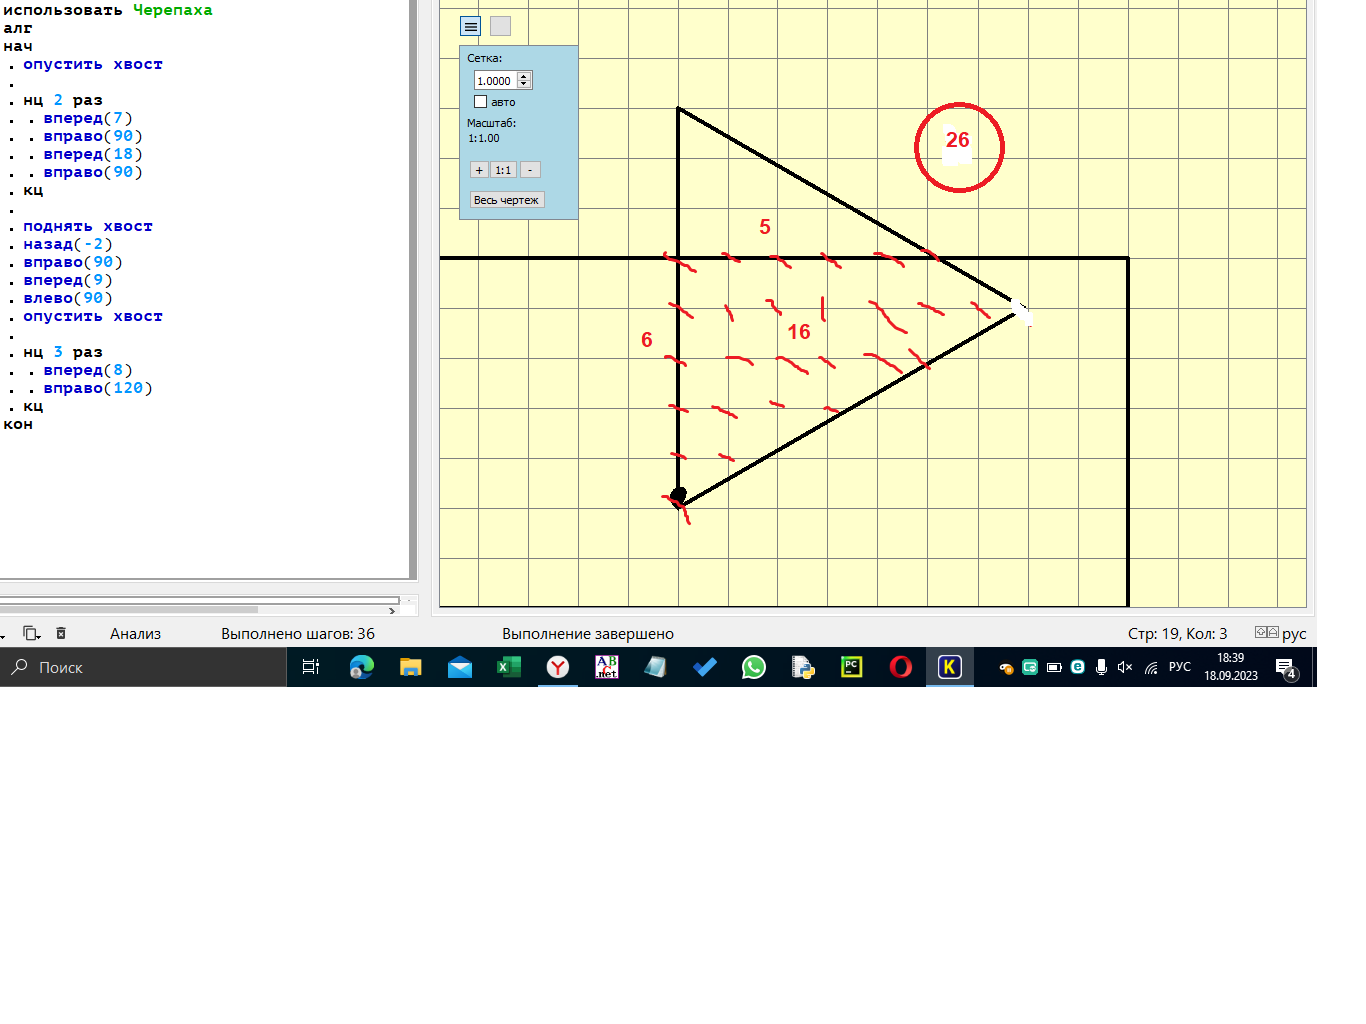 использовать Черепаха
алг
нач
. опустить хвост
.
. нц 2 раз
. . вперед(7)
. . вправо(90)
. . вперед(18)
. . вправо(90)
. кц
.
. поднять хвост
. назад(-2)
. вправо(90)
. вперед(9)
. влево(90)
. опустить хвост
.
. нц 3 раз
. . вперед(8)
. . вправо(120)
. кц
кон
Сетка:
1.0000
авто
Масштаб:
1:1.00
+ 1:1 -
Весь чертеж
26
5
16
6
Анализ Выполнено шагов: 36 Выполнение завершено Стр: 19, Кол: 3 рус
Поиск
AB
C
.net
PC
K
РУС
18:39
18.09.2023
4